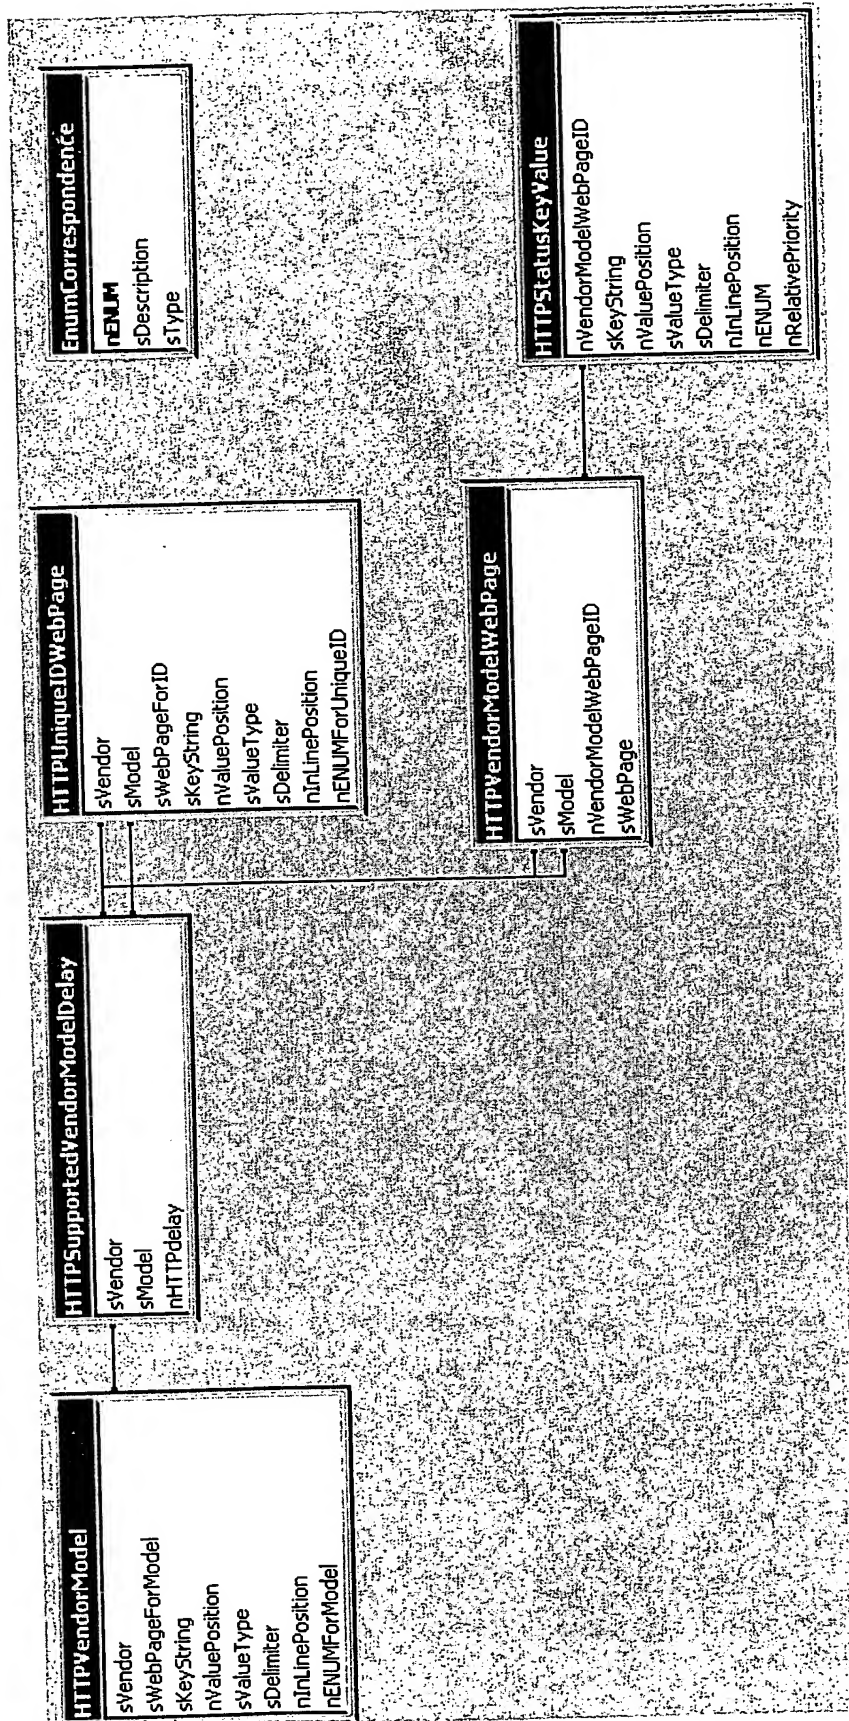 HTTPVendorModel
sVendor
sWebPageForModel
sKeyString
nValuePosition
sValueType
sDelimiter
nInLinePosition
nENUMForModel
HTTPSupportedVendorModelDelay
sVendor
sModel
nHTTPdelay
HTTPUniqueIDWebPage
sVendor
sModel
sWebPageForID
sKeyString
nValuePosition
sValueType
sDelimiter
nInLinePosition
nENUMForUniqueID
EnumCorrespondence
nENUM
sDescription
sType
HTTPVendorModelWebPage
sVendor
sModel
nVendorModelWebPageID
sWebPage
HTTPStatusKeyValue
nVendorModelWebPageID
sKeyString
nValuePosition
sValueType
sDelimiter
nInLinePosition
nENUM
nRelativePriority